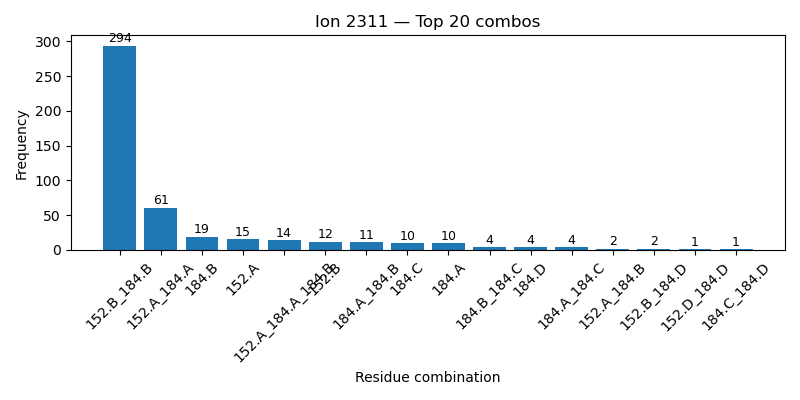 Ion 2311 — Top 20 combos
Frequency
300
250
200
150
100
50
0
294
61
19
15
14
12
11
10
10
4
4
4
2
2
1
1
152.B_184.B
152.A_184.A
184.B
152.A
152.A_184.A_184.B
152.B
184.A_184.B
184.C
184.A
184.B_184.C
184.D
184.A_184.C
152.A_184.B
152.B_184.D
152.D_184.D
184.C_184.D
Residue combination